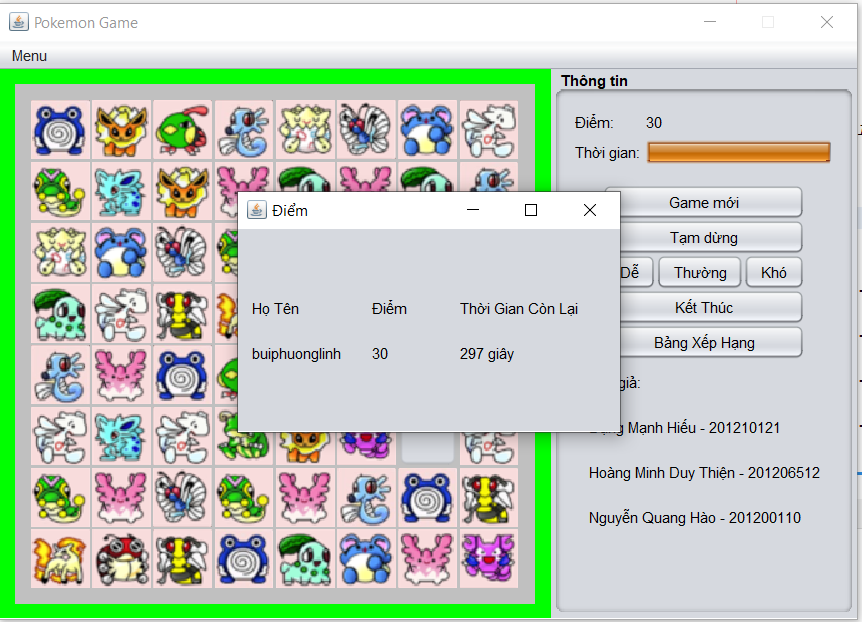 Pokemon Game
Menu
Thông tin
Điểm: 30
Thời gian:
Game mới
Tạm dừng
Dễ Thường Khó
Kết Thúc
Bảng Xếp Hạng
giả:
Mạnh Hiếu - 201210121
Hoàng Minh Duy Thiện - 201206512
Nguyễn Quang Hào - 201200110
Điểm
Họ Tên Điểm Thời Gian Còn Lại
buiphuonglinh 30 297 giây